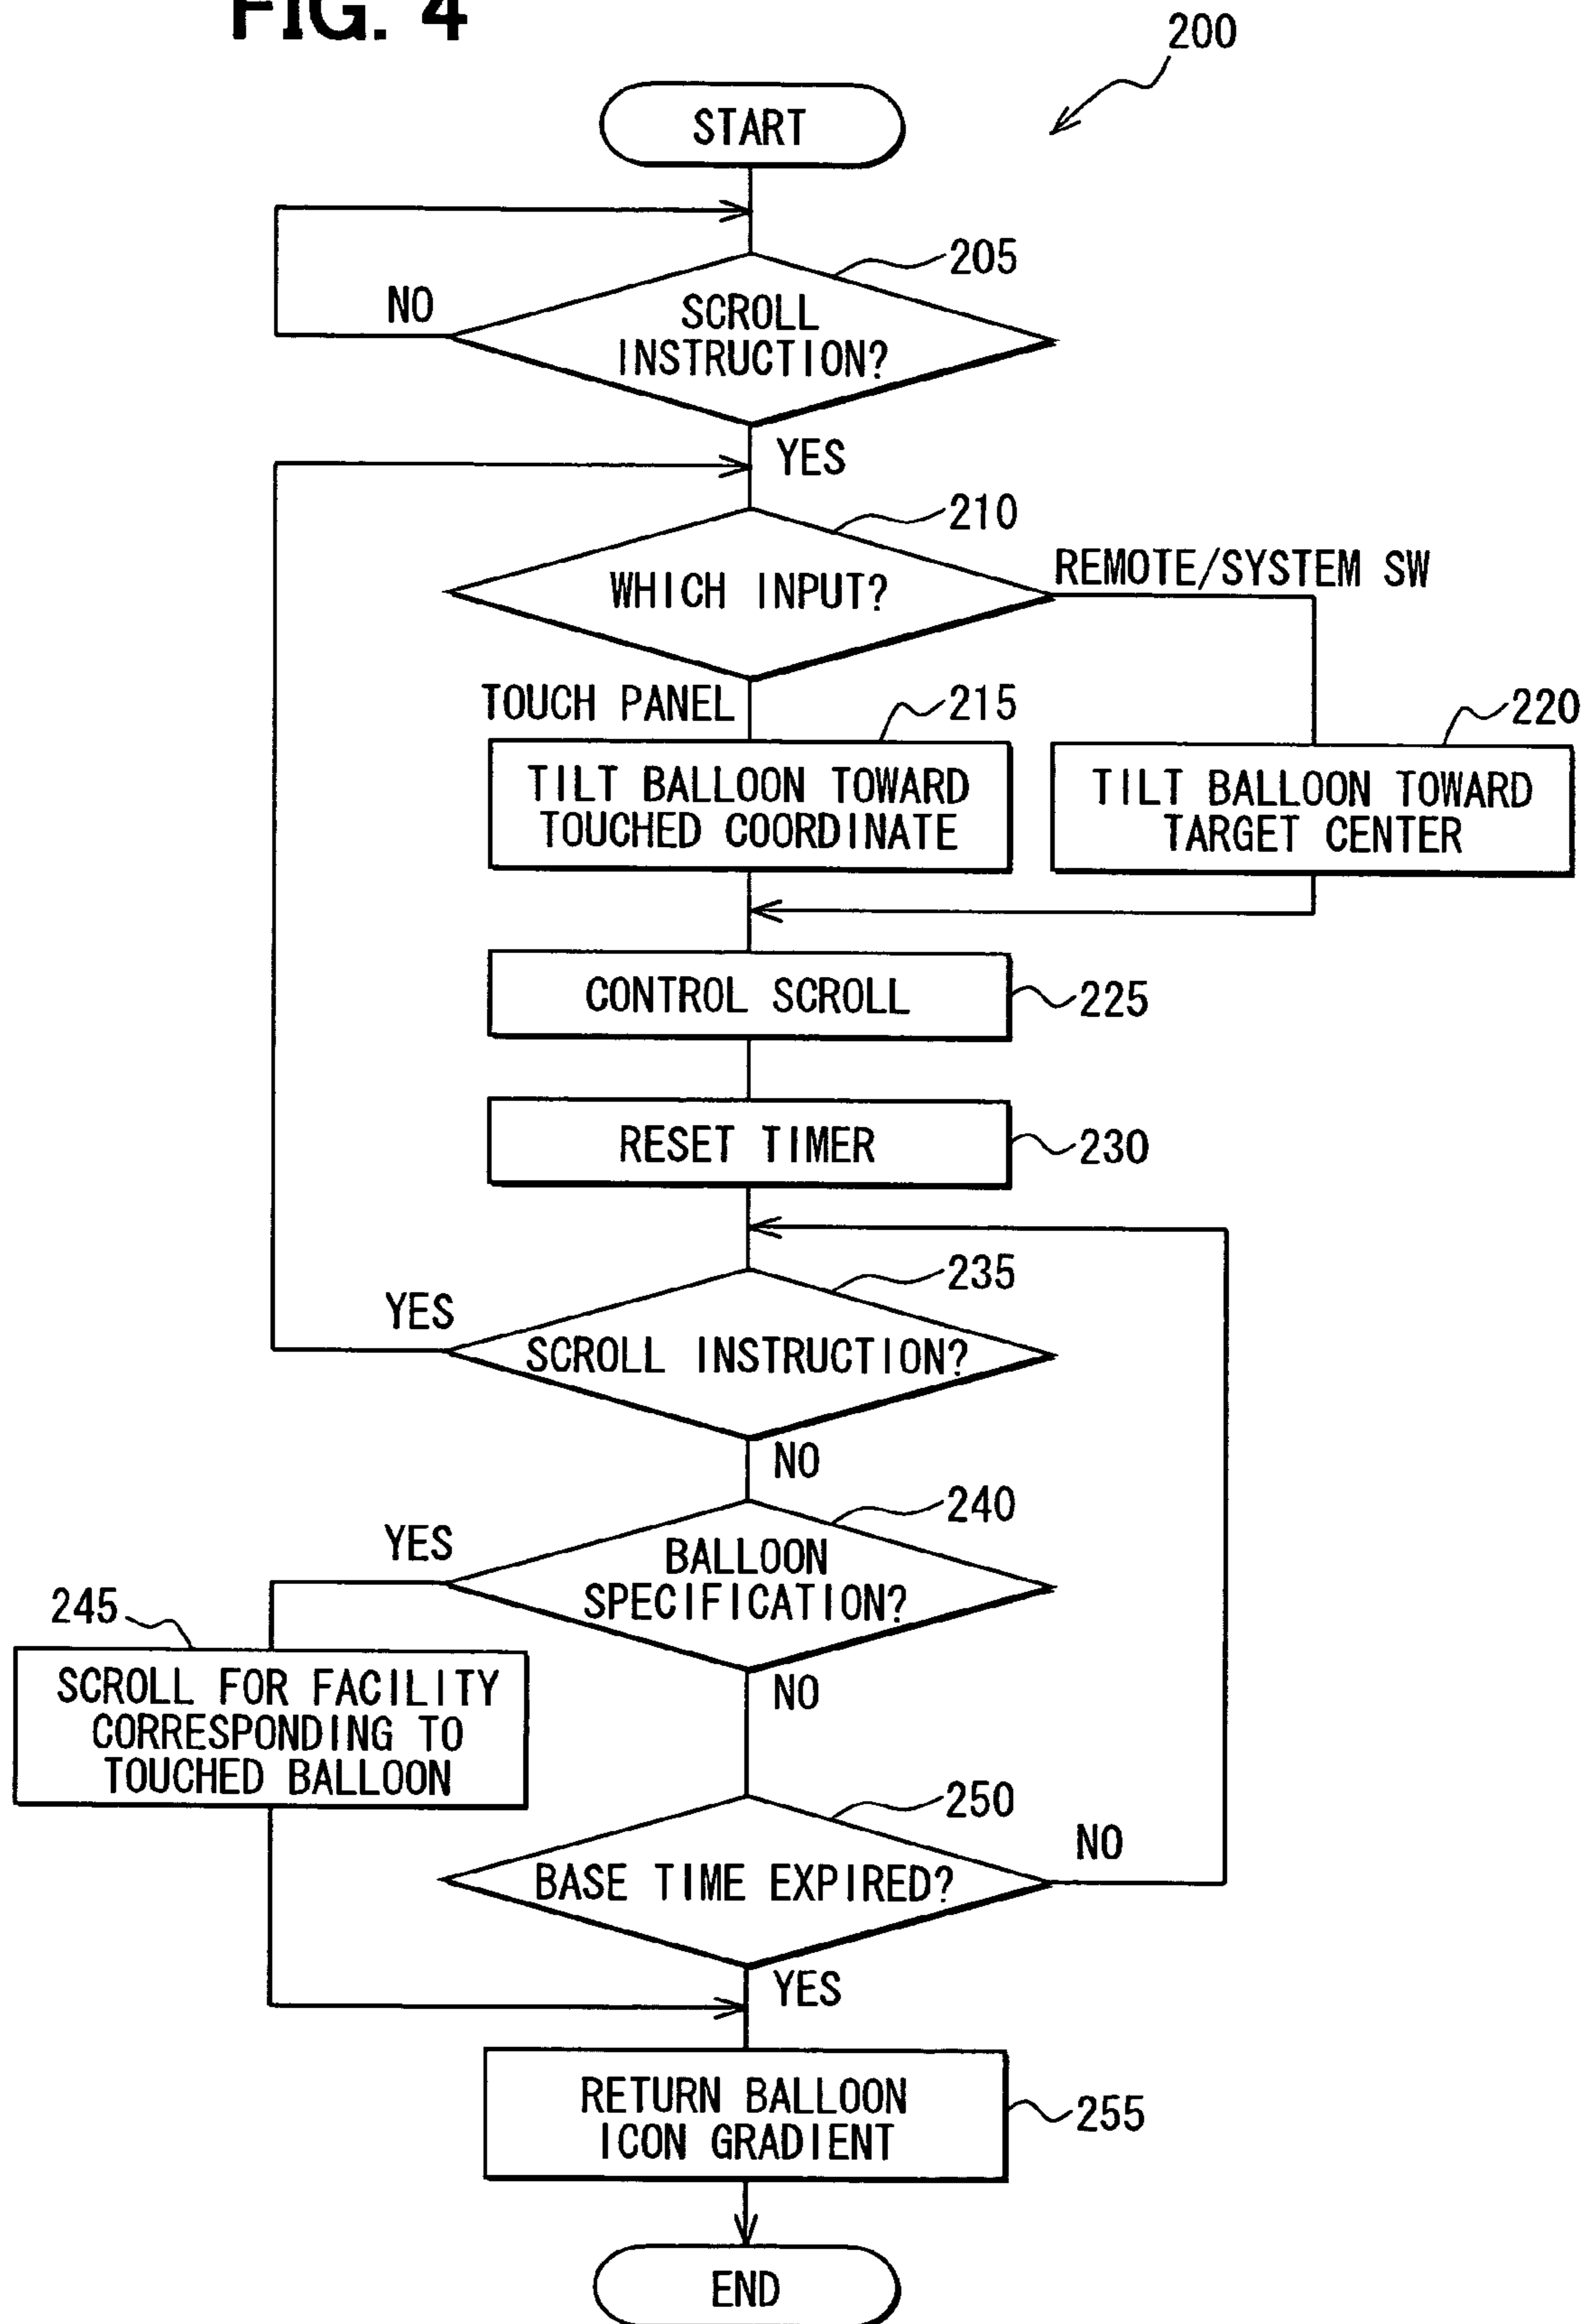 FIG. 4
200
START
205
NO
SCROLL
INSTRUCTION?
YES
210
WHICH INPUT?
REMOTE/SYSTEM SW
TOUCH PANEL
215
220
TILT BALLOON TOWARD
TOUCHED COORDINATE
TILT BALLOON TOWARD
TARGET CENTER
CONTROL SCROLL
225
RESET TIMER
230
235
YES
SCROLL INSTRUCTION?
NO
240
YES
BALLOON
SPECIFICATION?
245
NO
SCROLL FOR FACILITY
CORRESPONDING TO
TOUCHED BALLOON
250
NO
BASE TIME EXPIRED?
YES
RETURN BALLOON
ICON GRADIENT
255
END